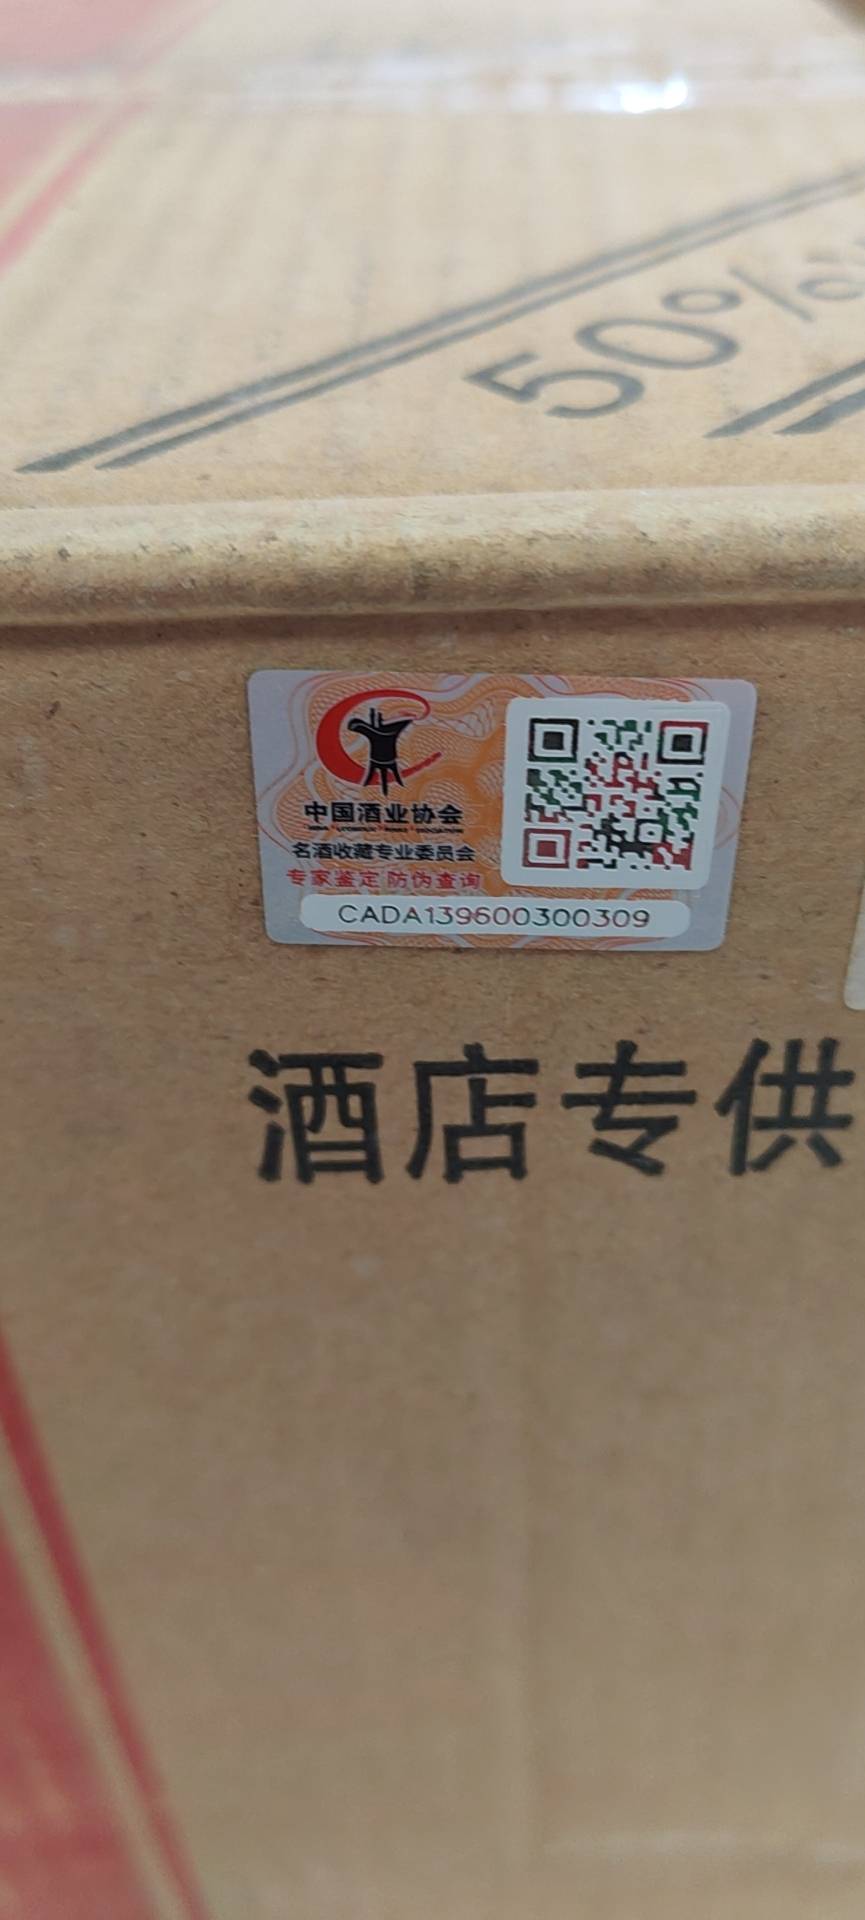 50%
中国酒业协会
名酒收藏专业委员会
专家鉴定 防伪查询
CADA139600300309
酒店专供